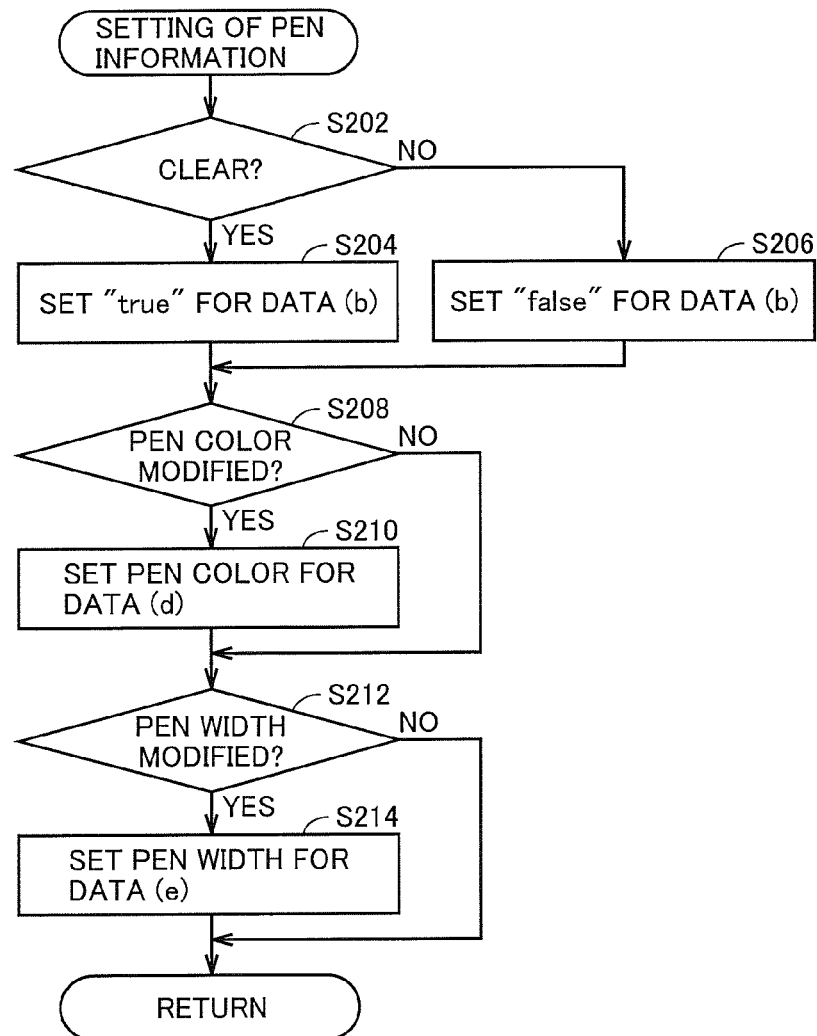 SETTING OF PEN
INFORMATION
S202
CLEAR?
NO
YES
S204
SET "true" FOR DATA (b)
S206
SET "false" FOR DATA (b)
S208
PEN COLOR
MODIFIED?
NO
YES
S210
SET PEN COLOR FOR
DATA (d)
S212
PEN WIDTH
MODIFIED?
NO
YES
S214
SET PEN WIDTH FOR
DATA (e)
RETURN